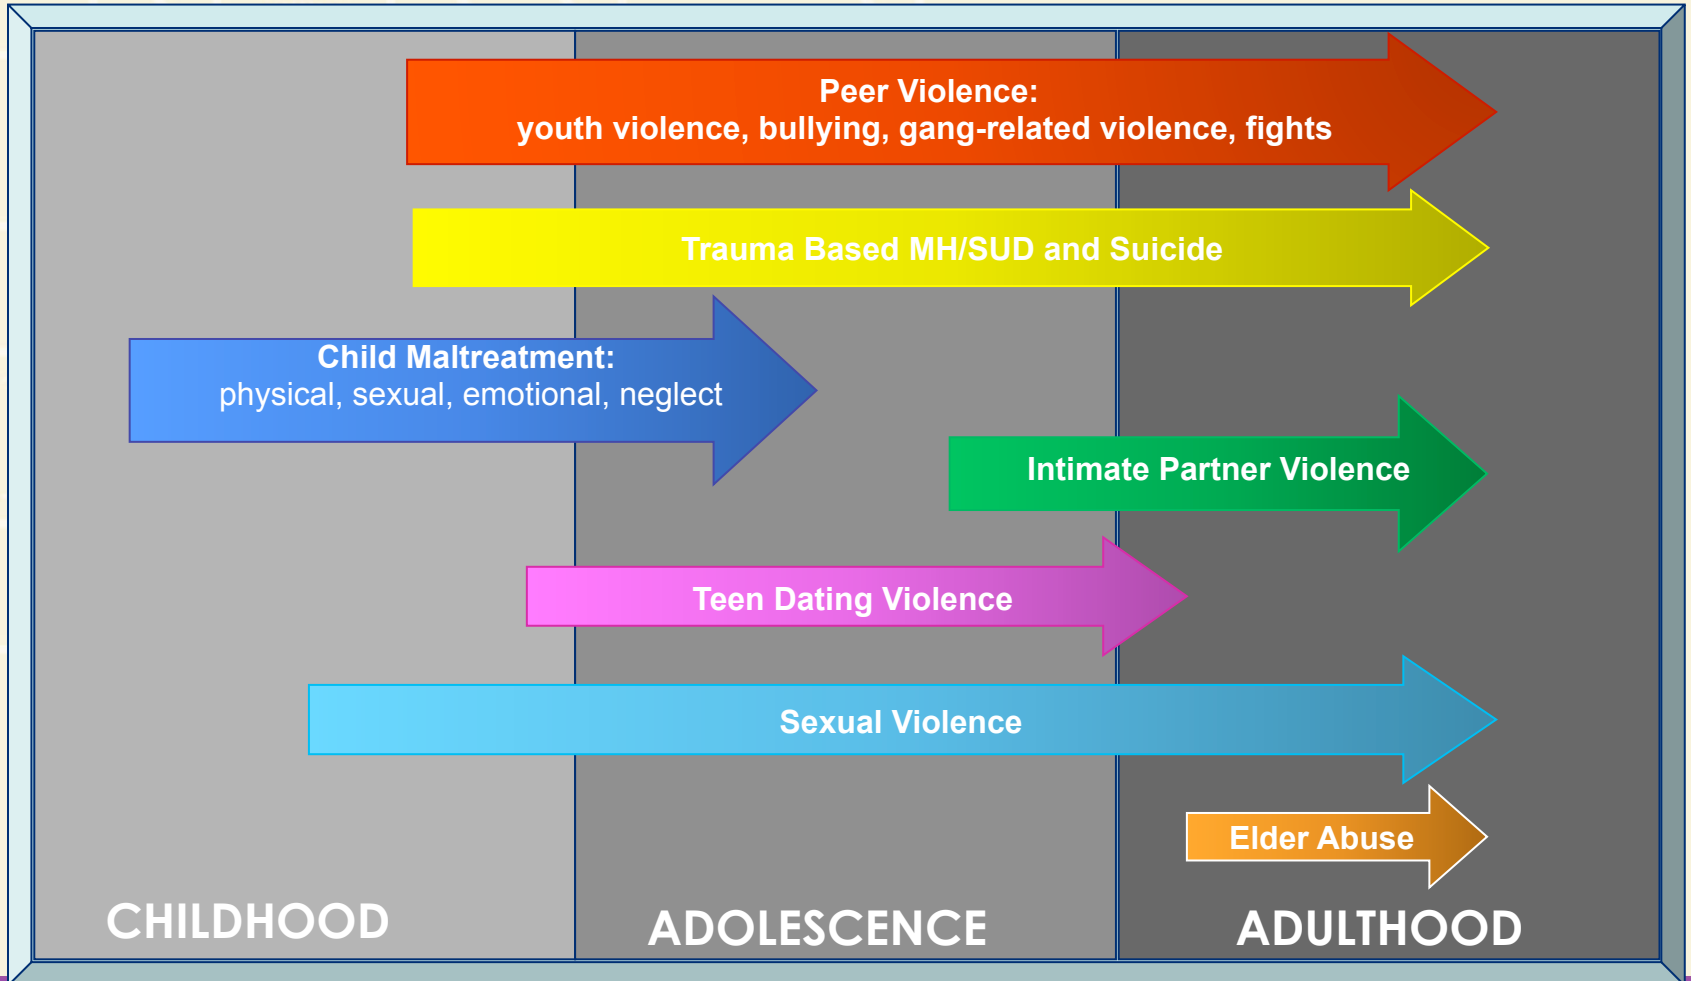 Peer Violence:
youth violence, bullying, gang-related violence, fights
Trauma Based MH/SUD and Suicide
Child Maltreatment:
physical, sexual, emotional, neglect
Intimate Partner Violence
Teen Dating Violence
Sexual Violence
Elder Abuse
CHILDHOOD
ADOLESCENCE
ADULTHOOD